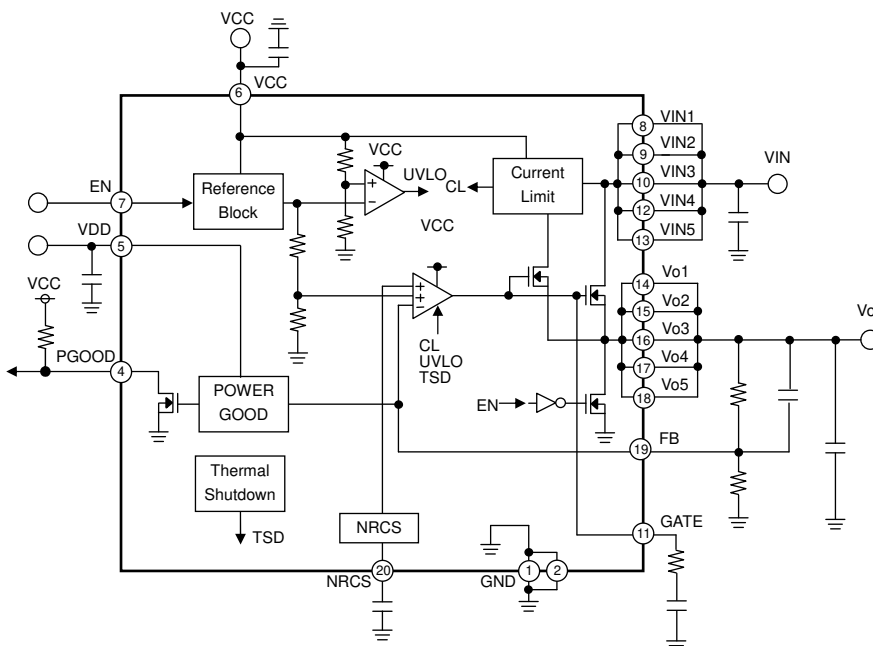 VCC
VCC
6
8
VIN1
9
VIN2
VIN
10
VIN3
12
VIN4
13
VIN5
EN
7
Reference
Block
VCC
+
−
UVLO
CL
Current
Limit
VCC
VDD
5
VCC
+
+
−
14
Vo1
15
Vo2
16
Vo3
Vo
17
Vo4
18
Vo5
CL
UVLO
TSD
PGOOD
4
POWER
GOOD
EN
19
FB
Thermal
Shutdown
TSD
NRCS
NRCS
20
GND
1
2
11
GATE